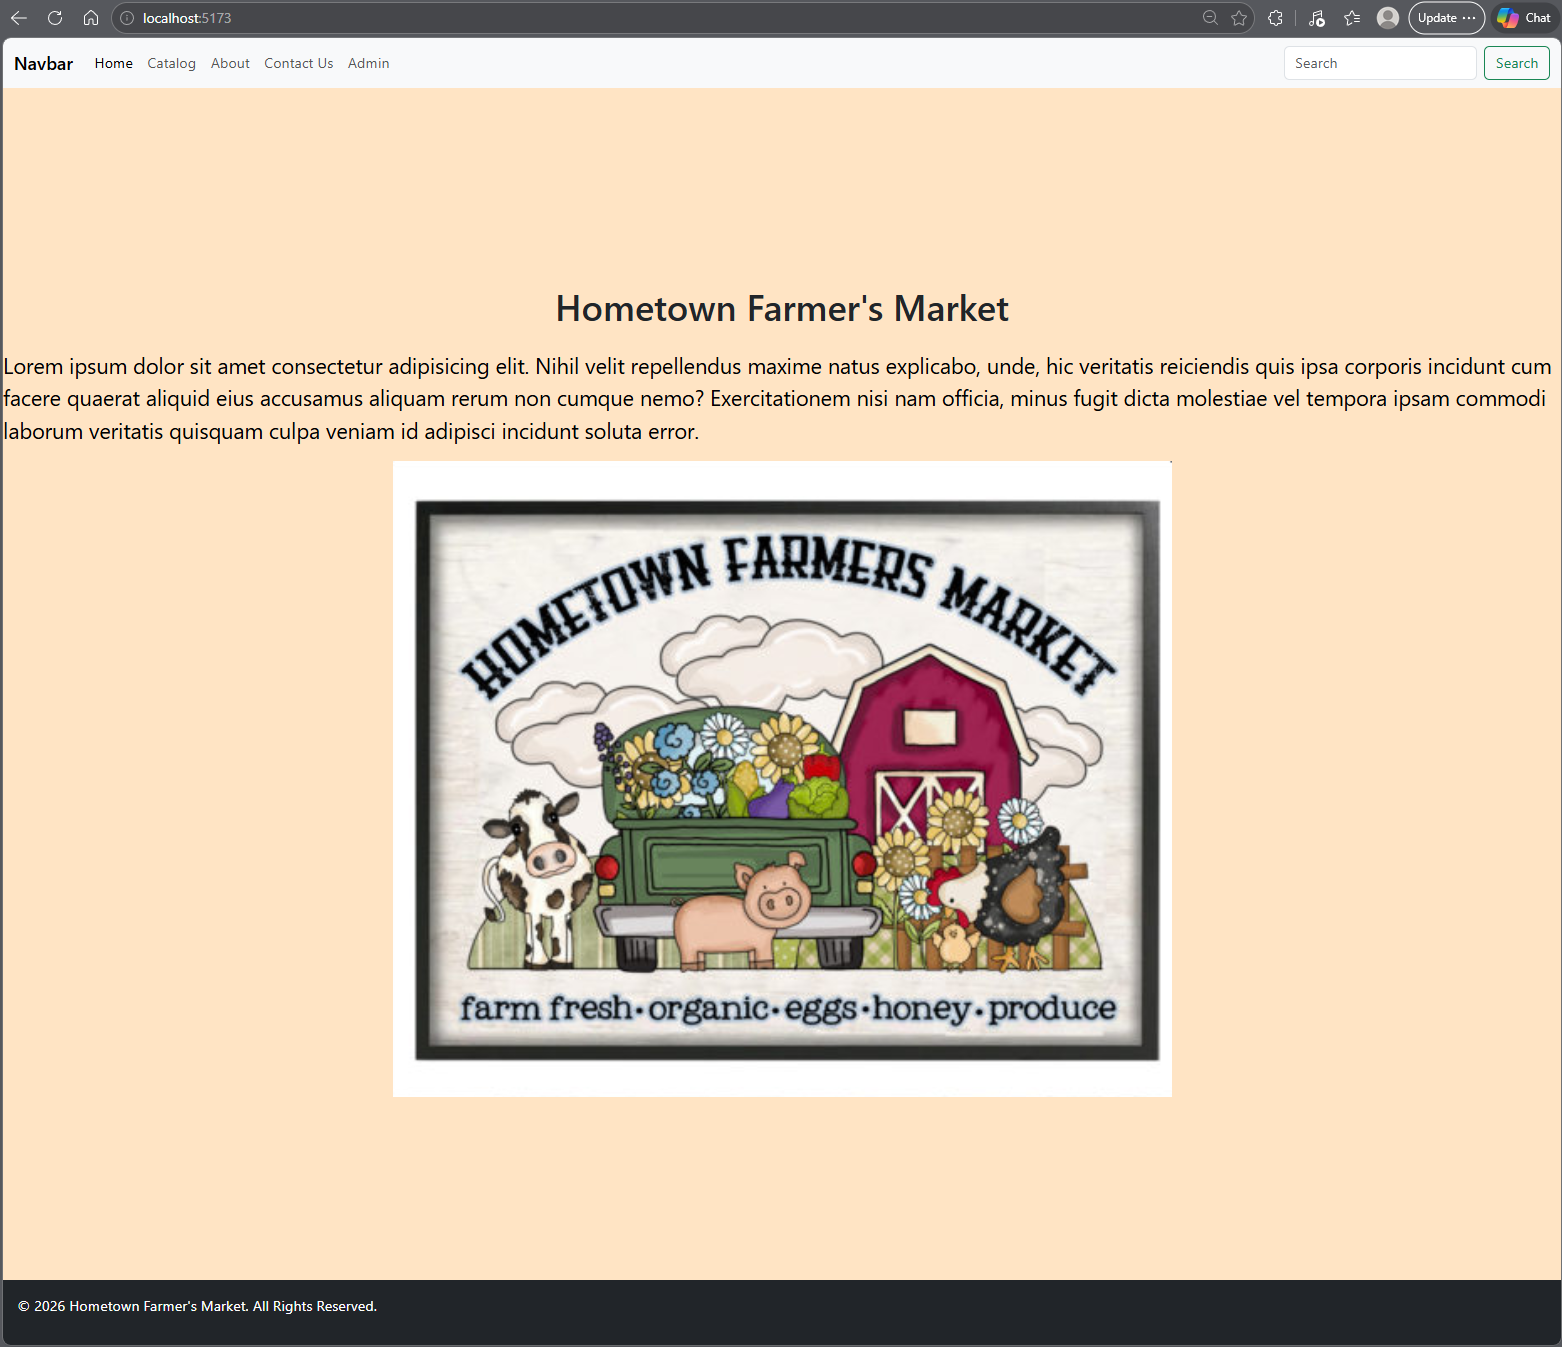 localhost:5173
Update
Chat
Navbar Home Catalog About Contact Us Admin Search Search
Hometown Farmer's Market
Lorem ipsum dolor sit amet consectetur adipisicing elit. Nihil velit repellendus maxime natus explicabo, unde, hic veritatis reiciendis quis ipsa corporis incidunt cum
facere quaerat aliquid eius accusamus aliquam rerum non cumque nemo? Exercitationem nisi nam officia, minus fugit dicta molestiae vel tempora ipsam commodi
laborum veritatis quisquam culpa veniam id adipisci incidunt soluta error.
HOMETOWN FARMERS MARKET
farm fresh·organic·eggs·honey·produce
© 2026 Hometown Farmer's Market. All Rights Reserved.